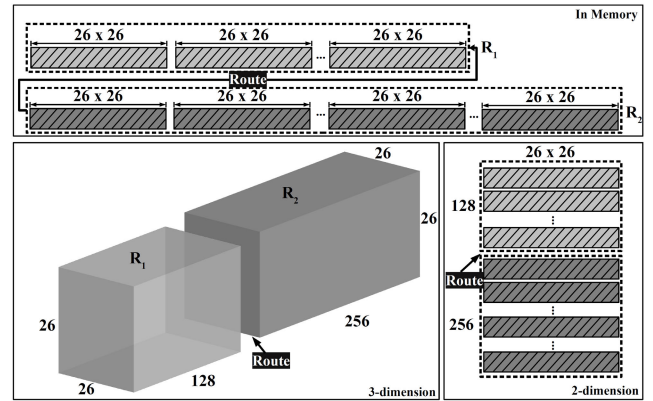 In Memory
26 x 26 26 x 26 26 x 26
... R1
Route
26 x 26 26 x 26 26 x 26 26 x 26
... ... R2
26
R2
26
R1
26
256
Route
26 128
3-dimension
26 x 26
128
...
Route
256
...
...
2-dimension